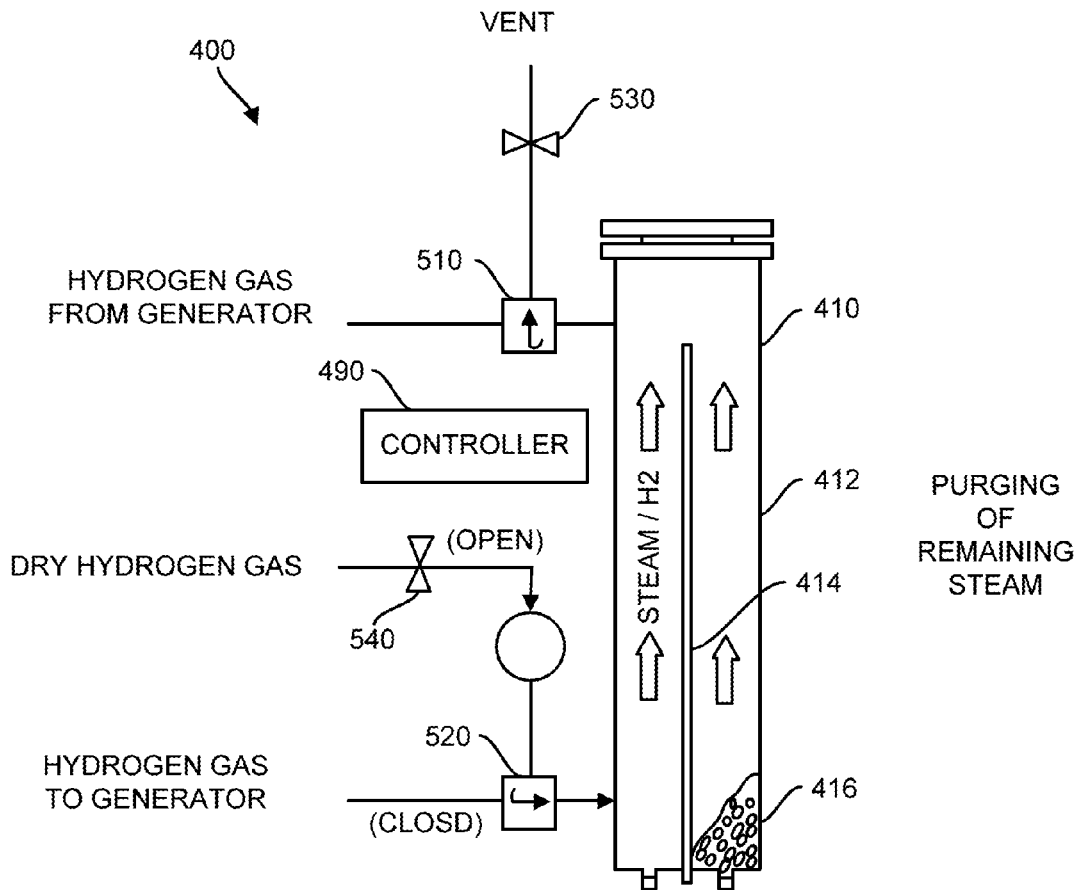 VENT
400
530
HYDROGEN GAS
FROM GENERATOR
510
410
490
CONTROLLER
412
STEAM / H2
PURGING
OF
REMAINING
STEAM
(OPEN)
DRY HYDROGEN GAS
540
414
520
HYDROGEN GAS
TO GENERATOR
(CLOSD)
416